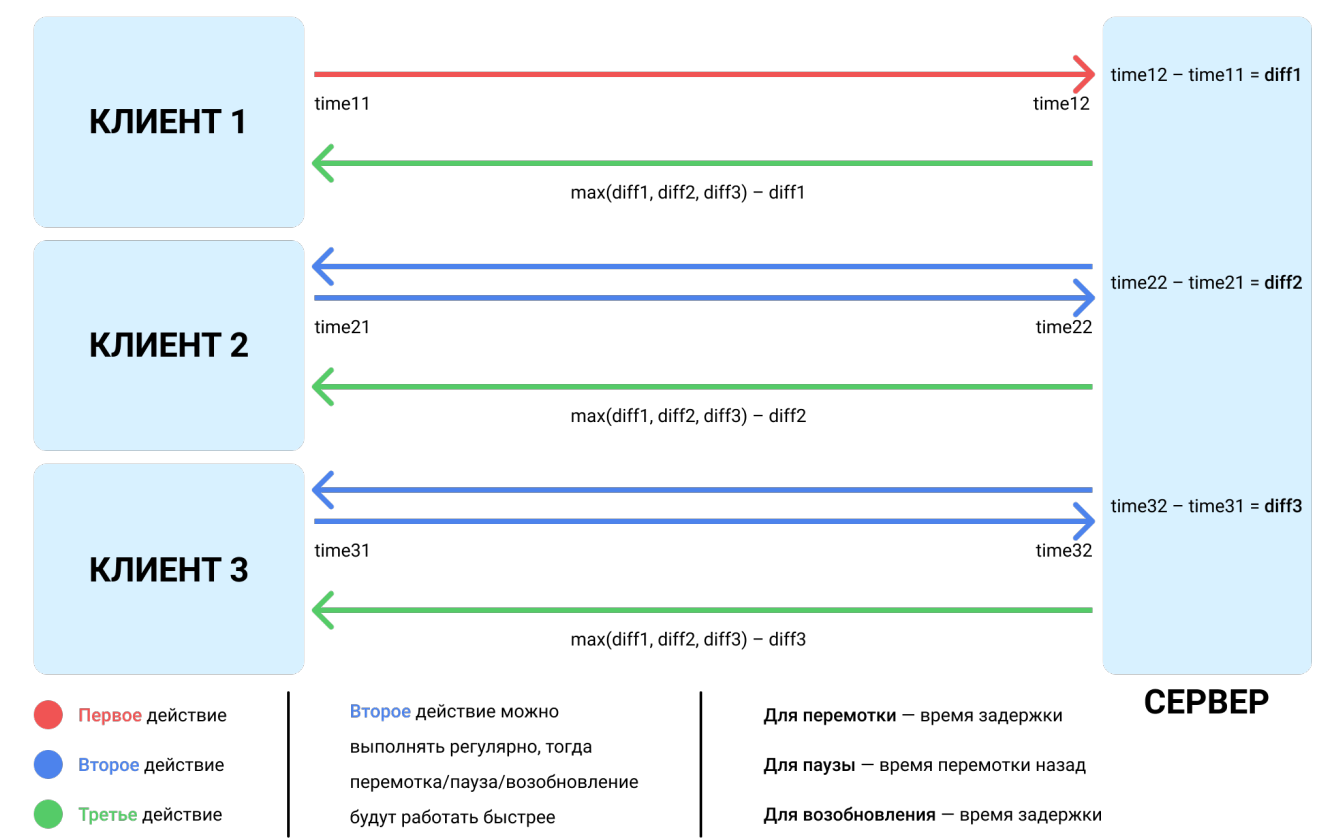 КЛИЕНТ 1
time11
time12
time12 – time11 = diff1
max(diff1, diff2, diff3) – diff1
КЛИЕНТ 2
time21
time22
time22 – time21 = diff2
max(diff1, diff2, diff3) – diff2
КЛИЕНТ 3
time31
time32
time32 – time31 = diff3
max(diff1, diff2, diff3) – diff3
СЕРВЕР
Первое действие
Второе действие
Третье действие
Второе действие можно
выполнять регулярно, тогда
перемотка/пауза/возобновление
будут работать быстрее
Для перемотки — время задержки
Для паузы — время перемотки назад
Для возобновления — время задержки